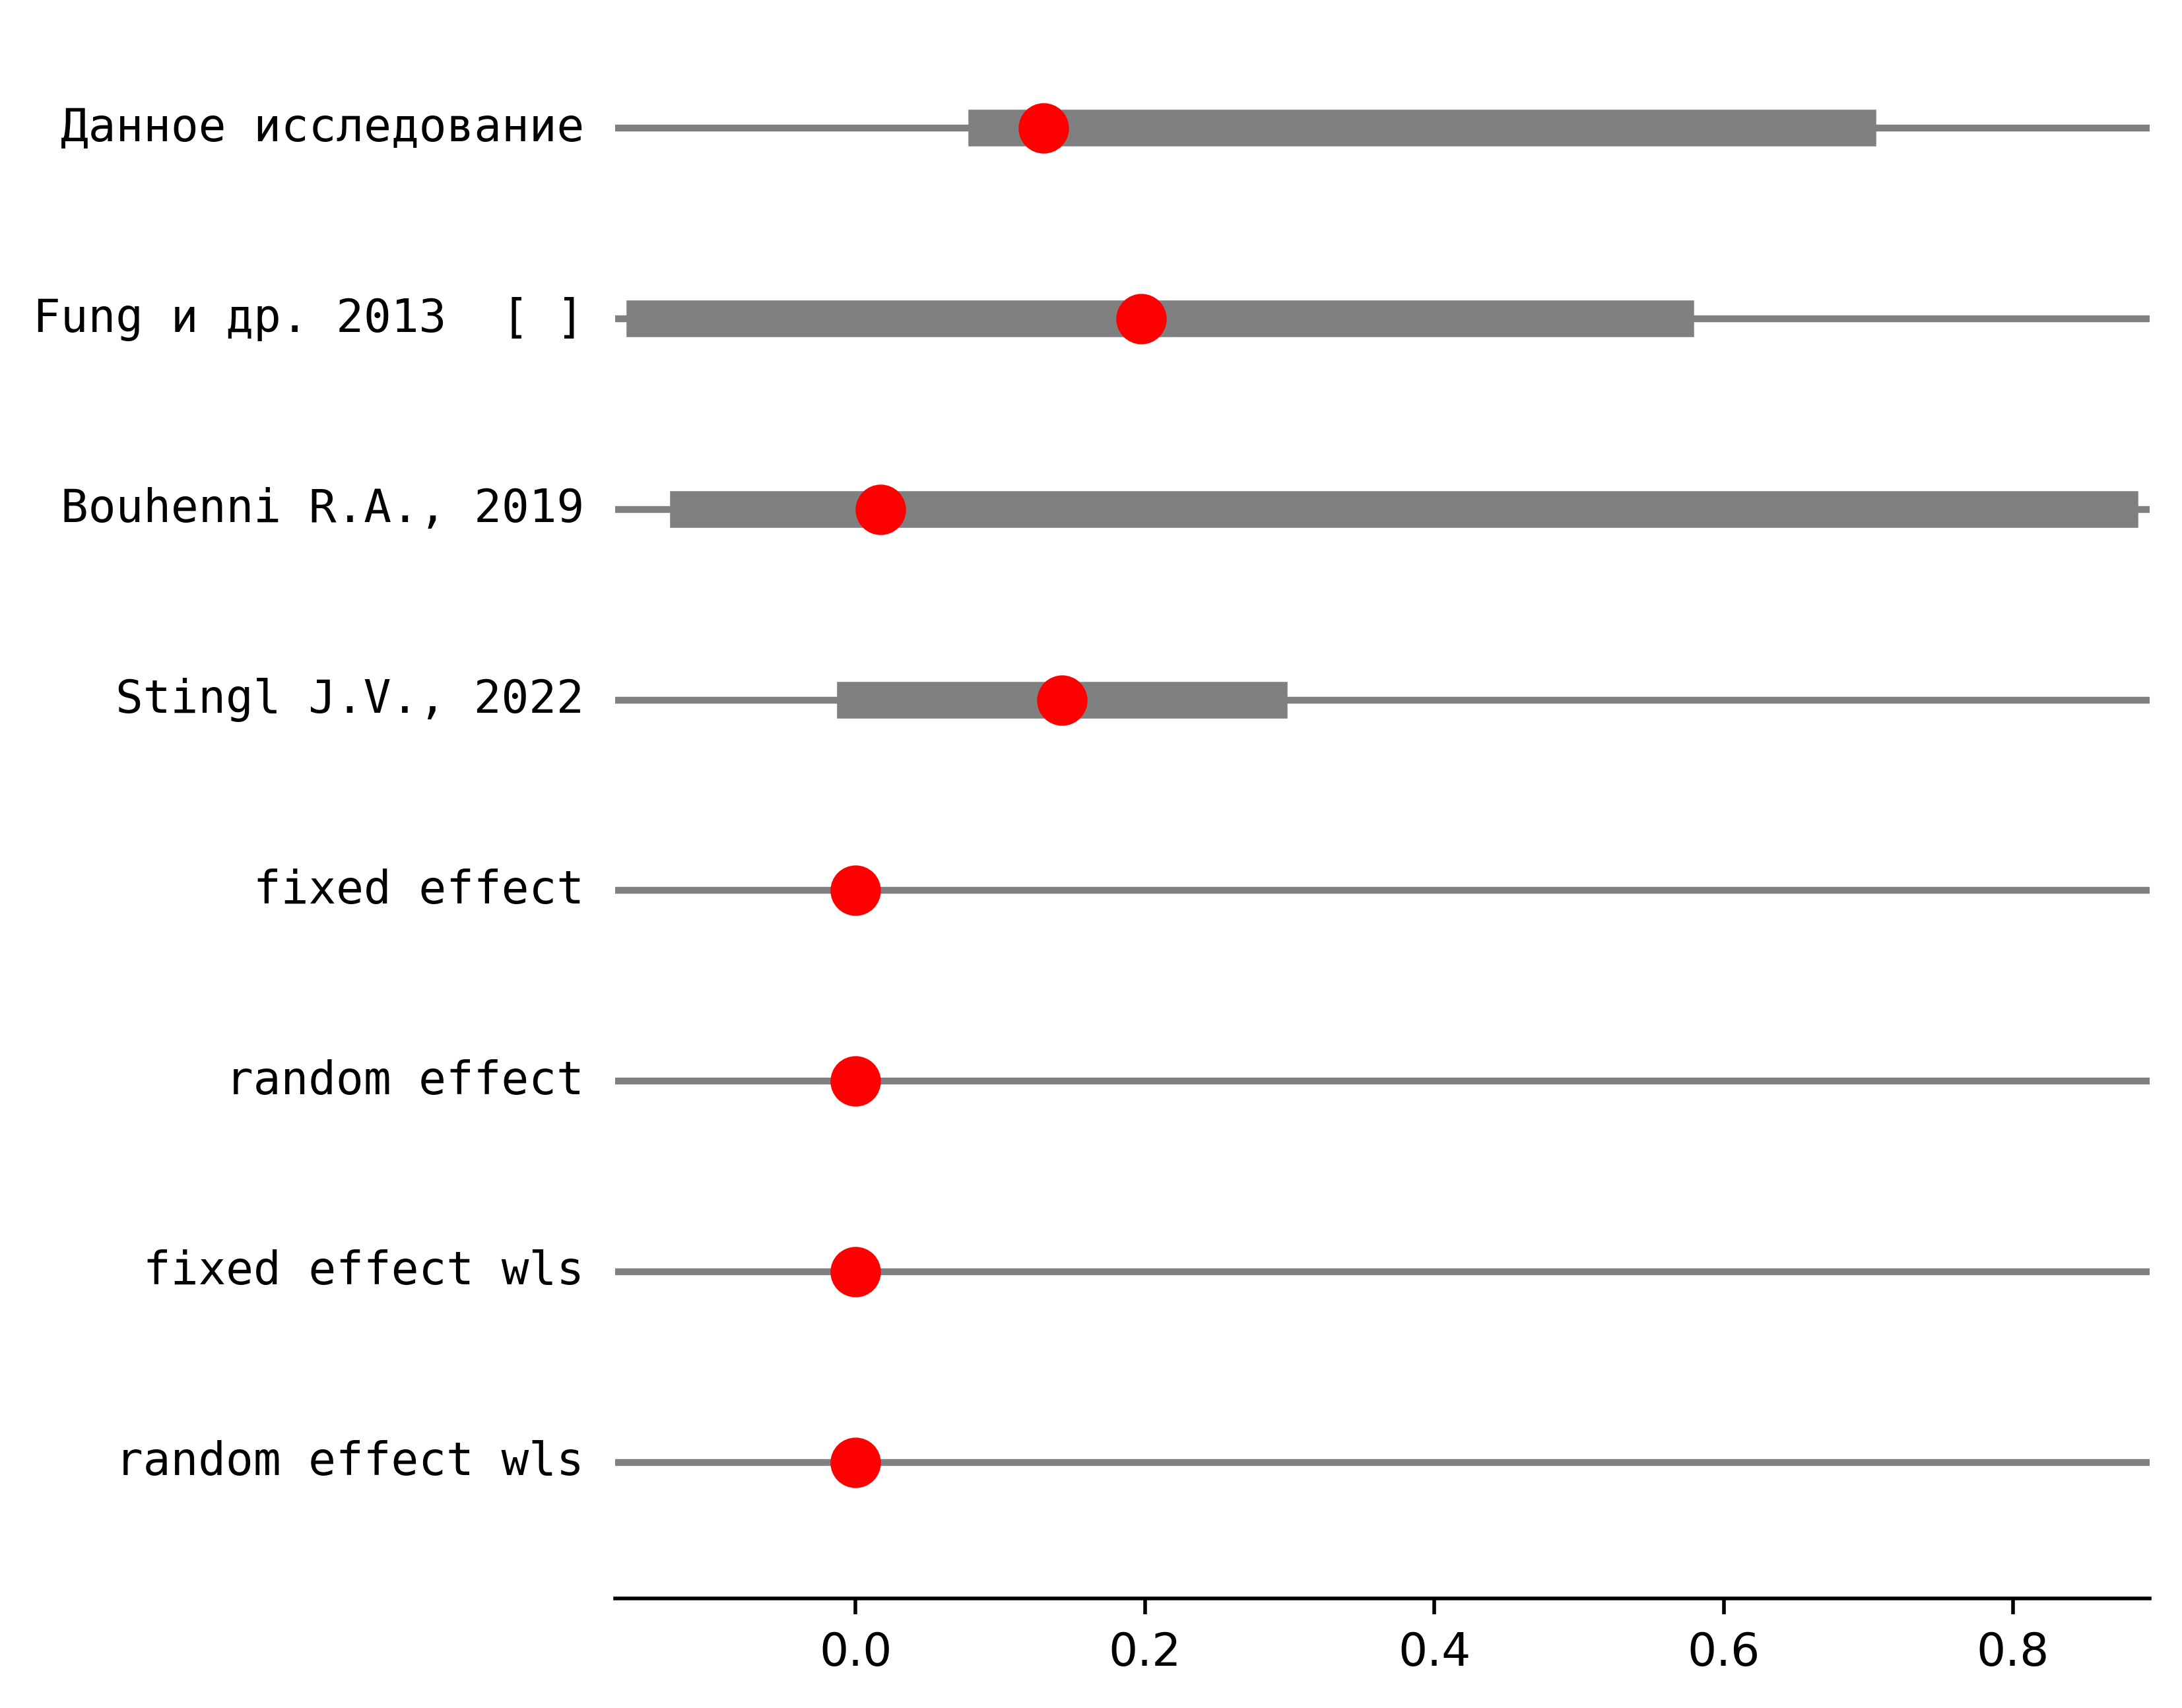 Данное исследование
Fung и др. 2013  [ ]
Bouhenni R.A., 2019
Stingl J.V., 2022
fixed effect
random effect
fixed effect wls
random effect wls
0.0 0.2 0.4 0.6 0.8